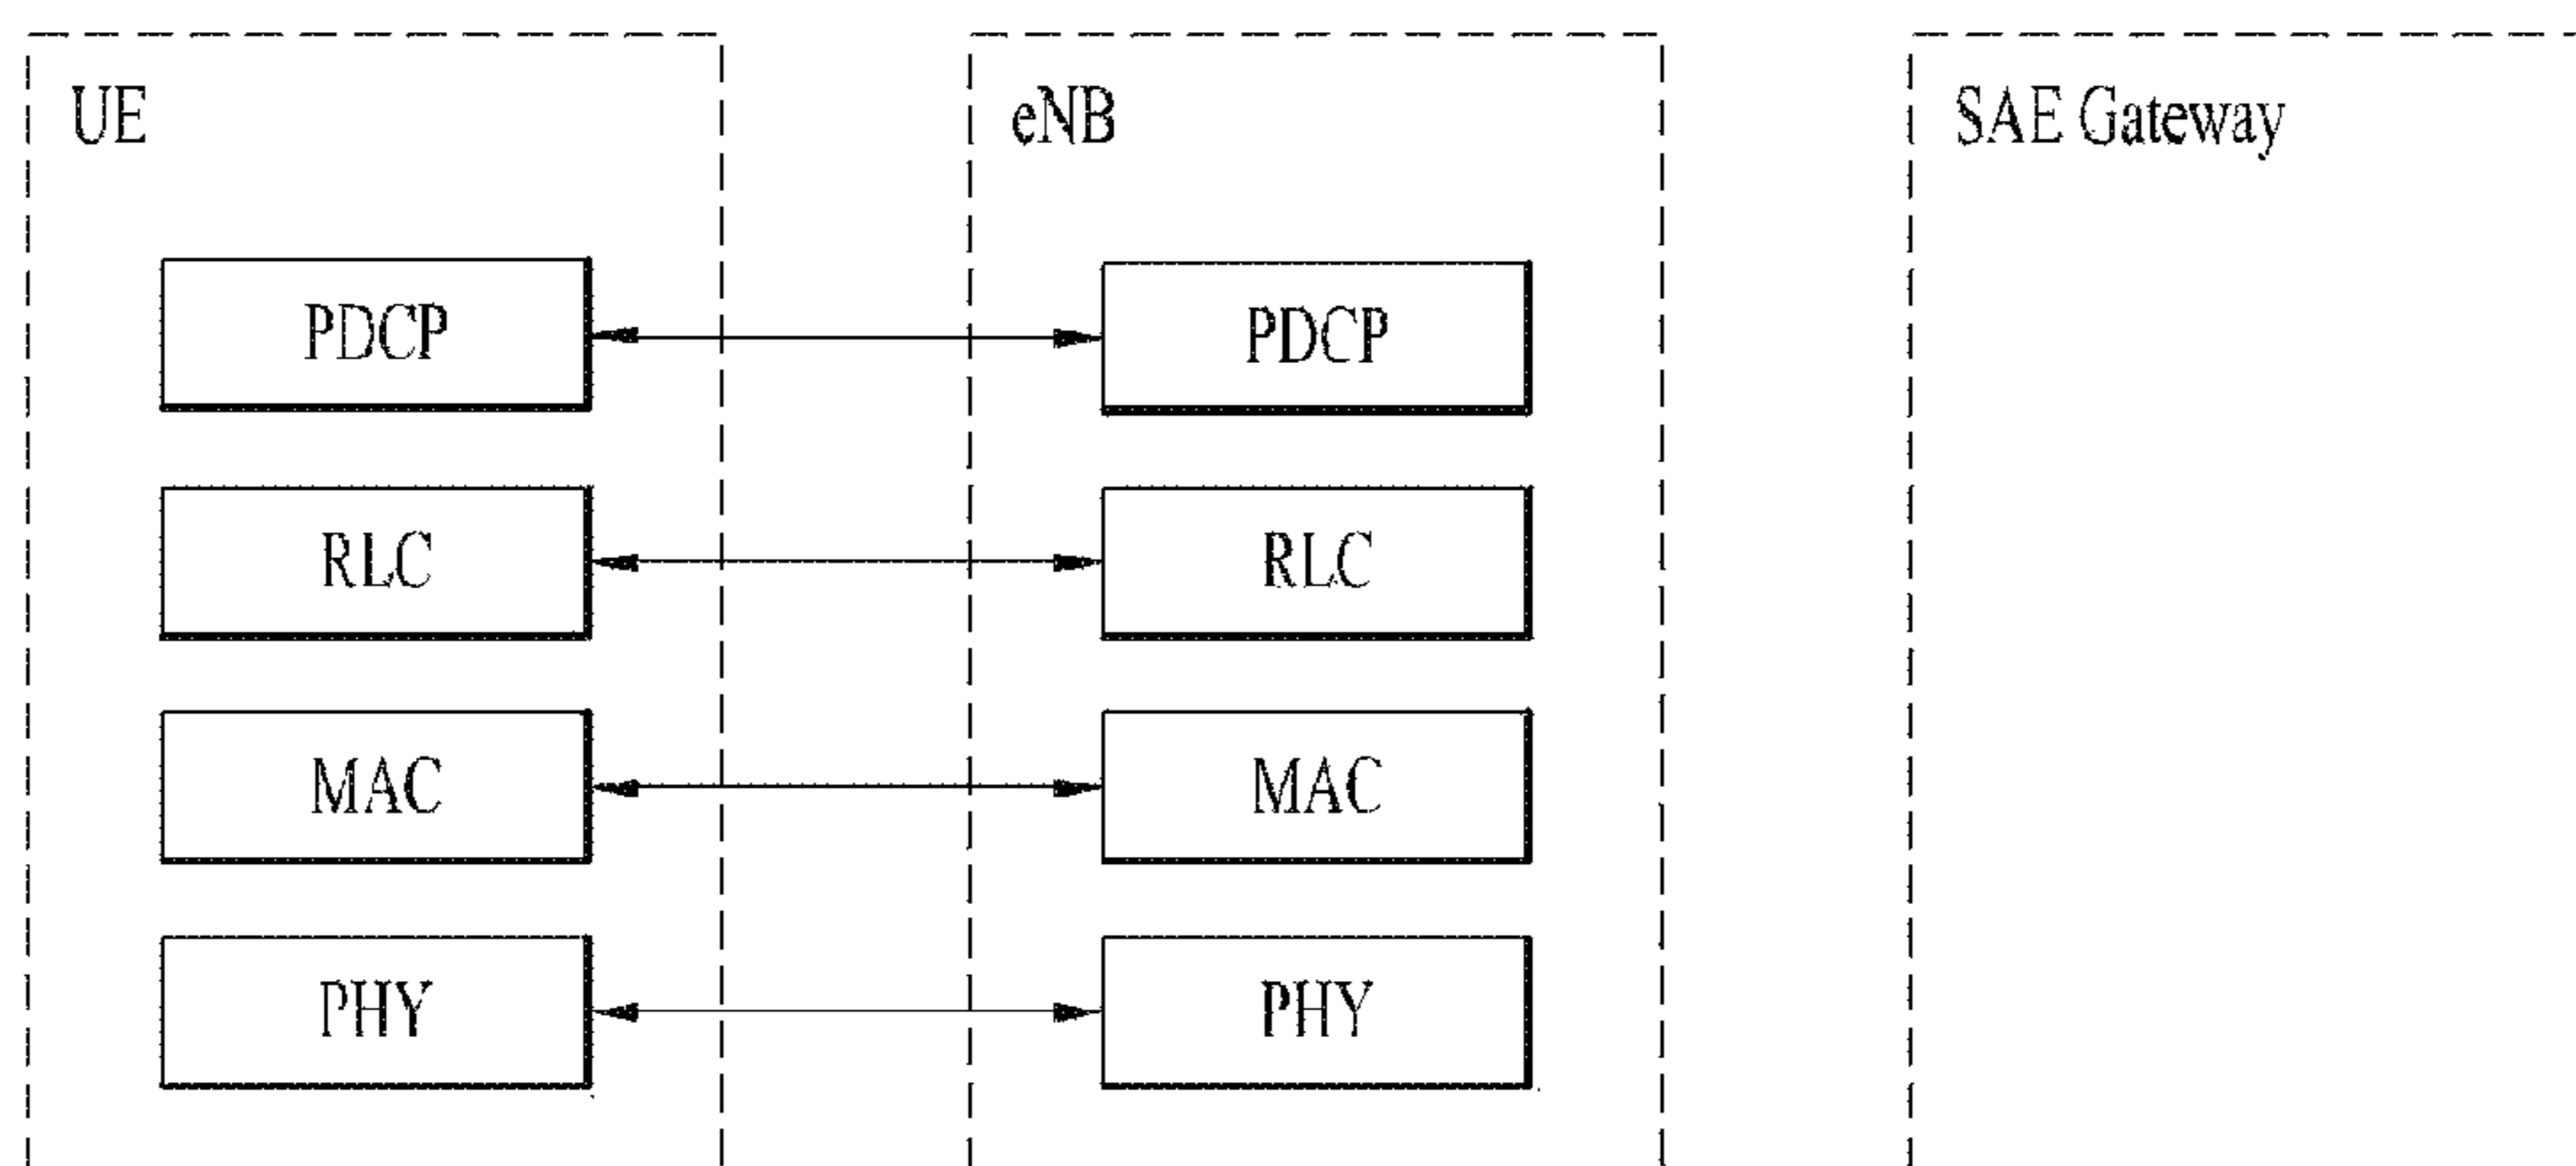 UE
eNB
SAE Gateway
PDCP
PDCP
RLC
RLC
MAC
MAC
PHY
PHY